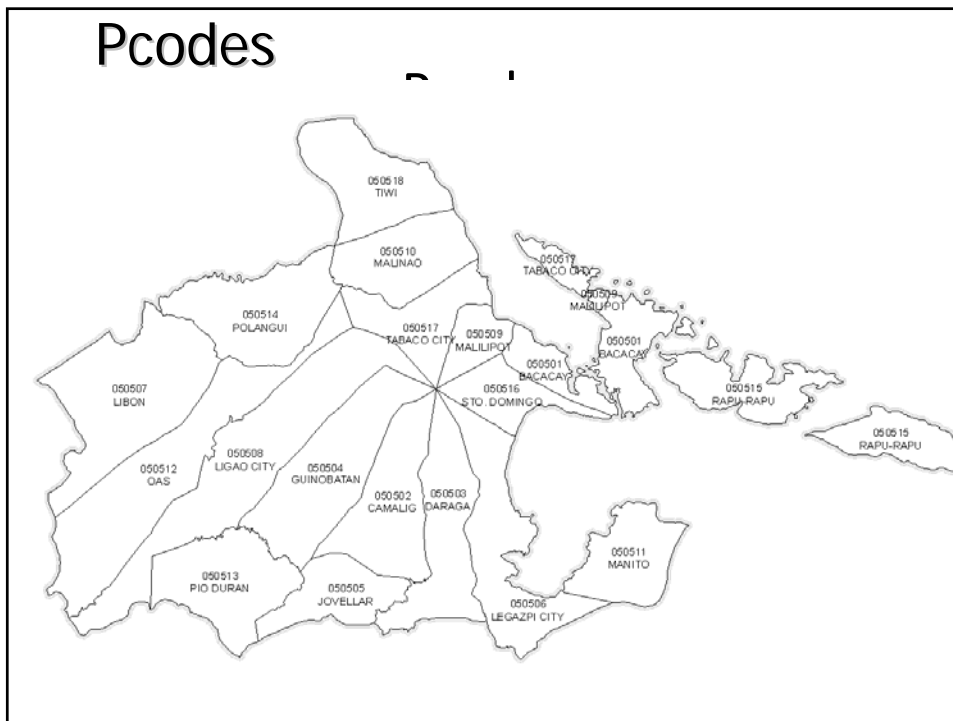 Pcodes
050518
TIWI
050510
MALINAO
050517
TABACO CITY
050509
MALILIPOT
050514
POLANGUI
050517
TABACO CITY
050509
MALILIPOT
050501
BACACAY
050501
BACACAY
050507
LIBON
050516
STO. DOMINGO
050515
RAPU-RAPU
050515
RAPU-RAPU
050512
OAS
050508
LIGAO CITY
050504
GUINOBATAN
050502
CAMALIG
050503
DARAGA
050511
MANITO
050513
PIO DURAN
050505
JOVELLAR
050506
LEGAZPI CITY